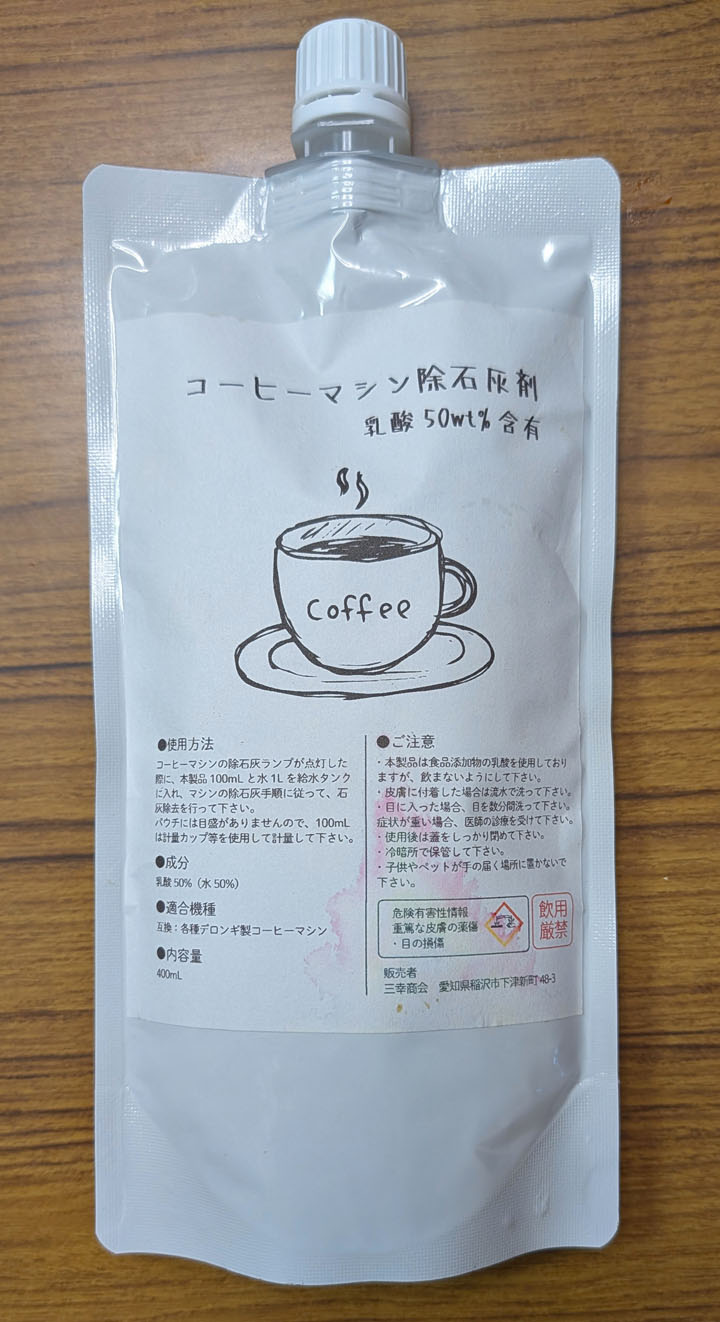 コーヒーマシン除石灰剤
乳酸50wt%含有
coffee
●使用方法
コーヒーマシンの除石灰ランプが点灯した
際に、本製品100mLと水1Lを給水タンク
に入れ、マシンの除石灰手順に従って、石
灰除去を行って下さい。
パウチには目盛がありませんので、100mL
は計量カップ等を使用して計量して下さい。
●成分
乳酸50%（水50%）
●適合機種
互換：各種デロンギ製コーヒーマシン
●内容量
400mL
●ご注意
・本製品は食品添加物の乳酸を使用しており
ますが、飲まないようにして下さい。
・皮膚に付着した場合は流水で洗って下さい。
・目に入った場合、目を数分間洗って下さい。
症状が重い場合、医師の診療を受けて下さい。
・使用後は蓋をしっかり閉めて下さい。
・冷暗所で保管して下さい。
・子供やペットが手の届く場所に置かないで
下さい。
危険有害性情報
重篤な皮膚の薬傷
・目の損傷
飲用
厳禁
販売者
三幸商会　愛知県稲沢市下津新町48-3